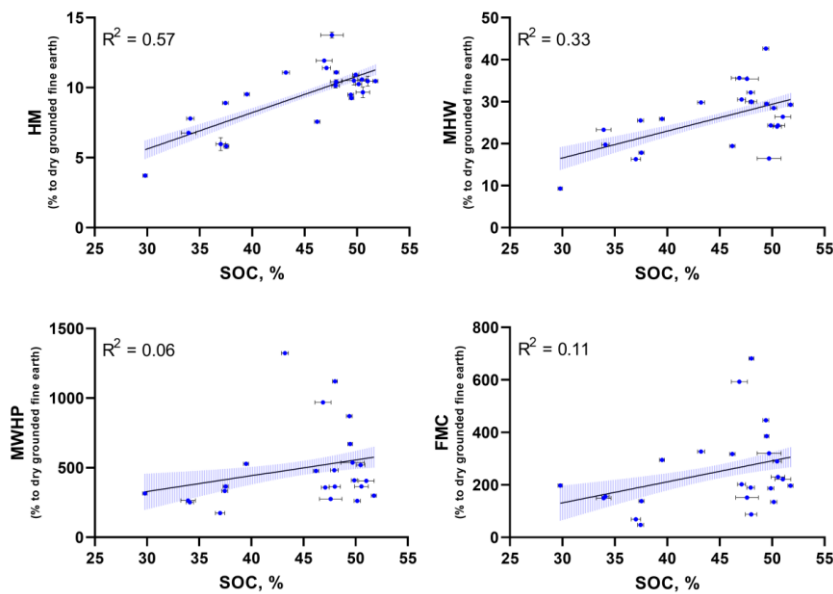 R² = 0.57
HM
(% to dry grounded fine earth)
15
10
5
0
25 30 35 40 45 50 55
SOC, %
R² = 0.33
MHW
(% to dry grounded fine earth)
50
40
30
20
10
0
25 30 35 40 45 50 55
SOC, %
R² = 0.06
MWHP
(% to dry grounded fine earth)
1500
1000
500
0
25 30 35 40 45 50 55
SOC, %
R² = 0.11
FMC
(% to dry grounded fine earth)
800
600
400
200
0
25 30 35 40 45 50 55
SOC, %